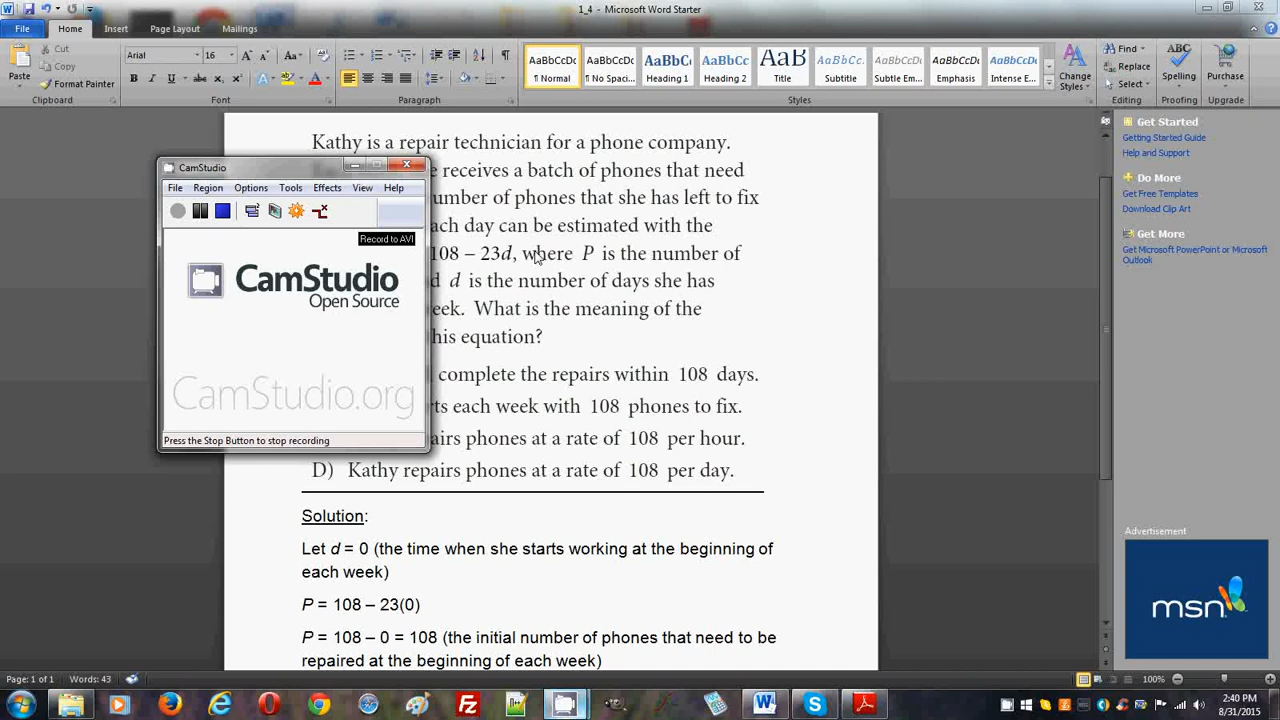 1_4 - Microsoft Word Starter
File Home Insert Page Layout Mailings
Paste
Cut
Copy
Format Painter
Clipboard
Arial 16
Font
Paragraph
AaBbCcDc AaBbCcDc AaBbC AaBbCc AaB AaBbCc. AaBbCcDc AaBbCcDc AaBbCcDc
¶ Normal ¶ No Spaci... Heading 1 Heading 2 Title Subtitle Subtle Em... Emphasis Intense E...
Change Styles
Styles
Find
Replace
Select
Editing
Spelling
Proofing
Purchase
Upgrade
Kathy is a repair technician for a phone company.
receives a batch of phones that need
of phones that she has left to fix
day can be estimated with the
108 – 23d, where P is the number of
d is the number of days she has
What is the meaning of the
his equation?
complete the repairs within 108 days.
each week with 108 phones to fix.
phones at a rate of 108 per hour.
D) Kathy repairs phones at a rate of 108 per day.
Solution:
Let d = 0 (the time when she starts working at the beginning of
each week)
P = 108 – 23(0)
P = 108 – 0 = 108 (the initial number of phones that need to be
repaired at the beginning of each week)
CamStudio
File Region Options Tools Effects View Help
Record to AVI
CamStudio
Open Source
CamStudio.org
Press the Stop Button to stop recording
Get Started
Getting Started Guide
Help and Support
Do More
Get Free Templates
Download Clip Art
Get More
Get Microsoft PowerPoint or Microsoft
Outlook
Advertisement
msn
Page: 1 of 1 Words: 43
100%
2:40 PM
8/31/2015